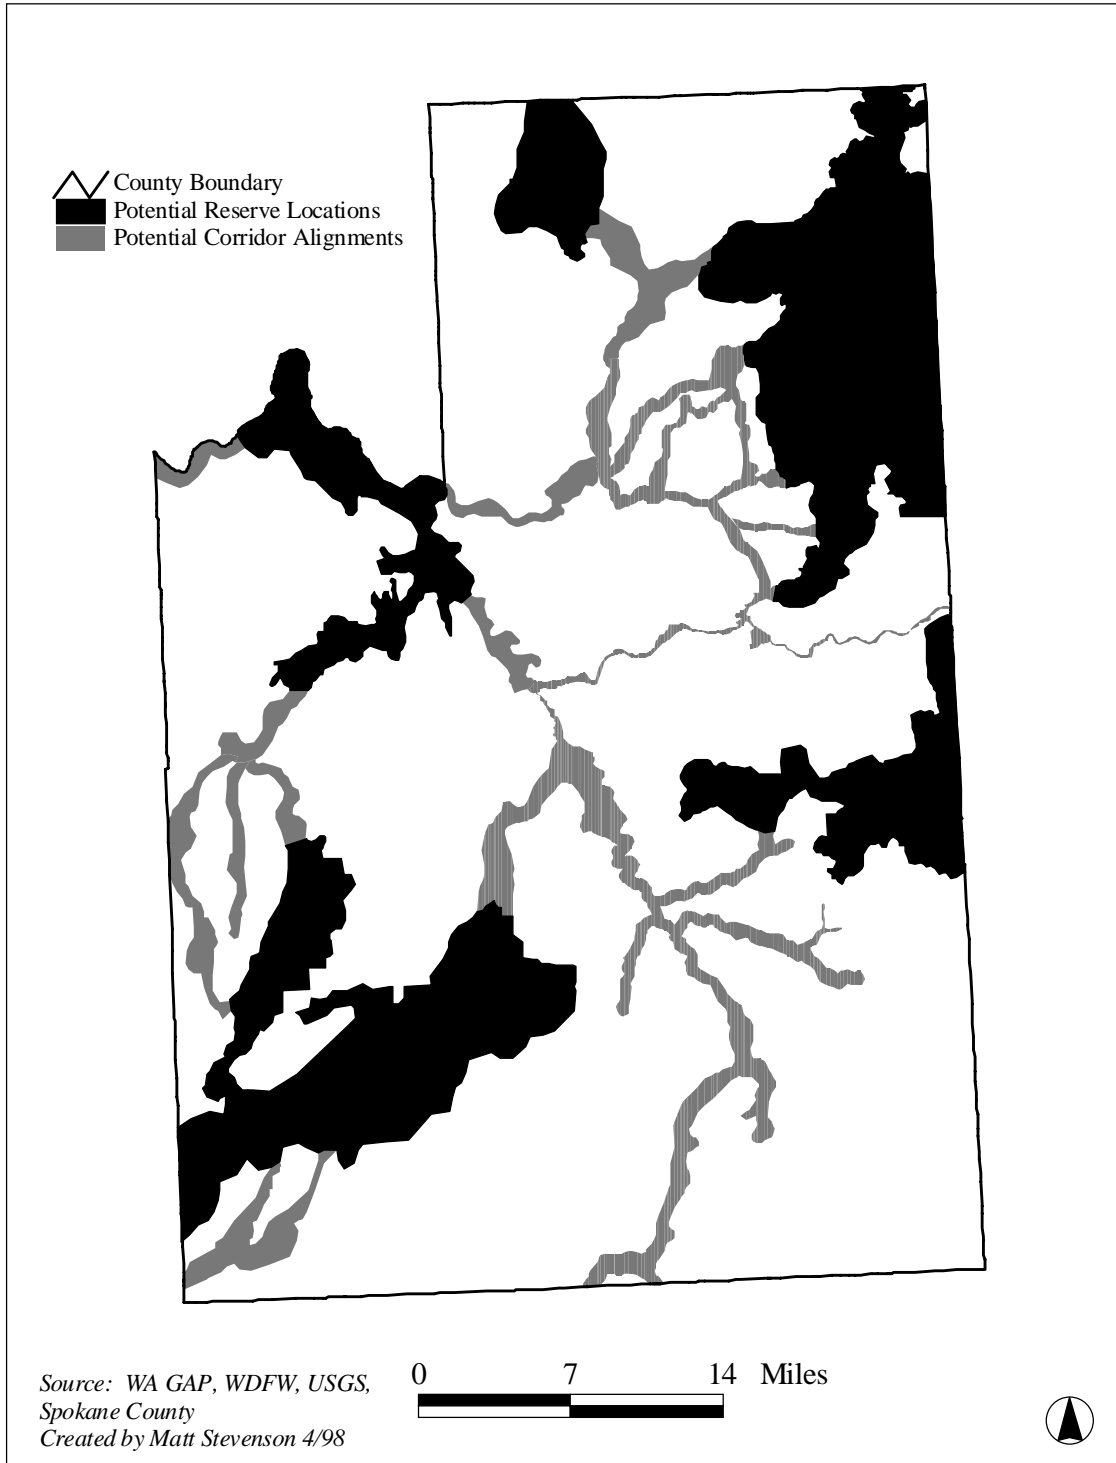 County Boundary
Potential Reserve Locations
Potential Corridor Alignments
0 7 14 Miles
Source: WA GAP, WDFW, USGS,
Spokane County
Created by Matt Stevenson 4/98